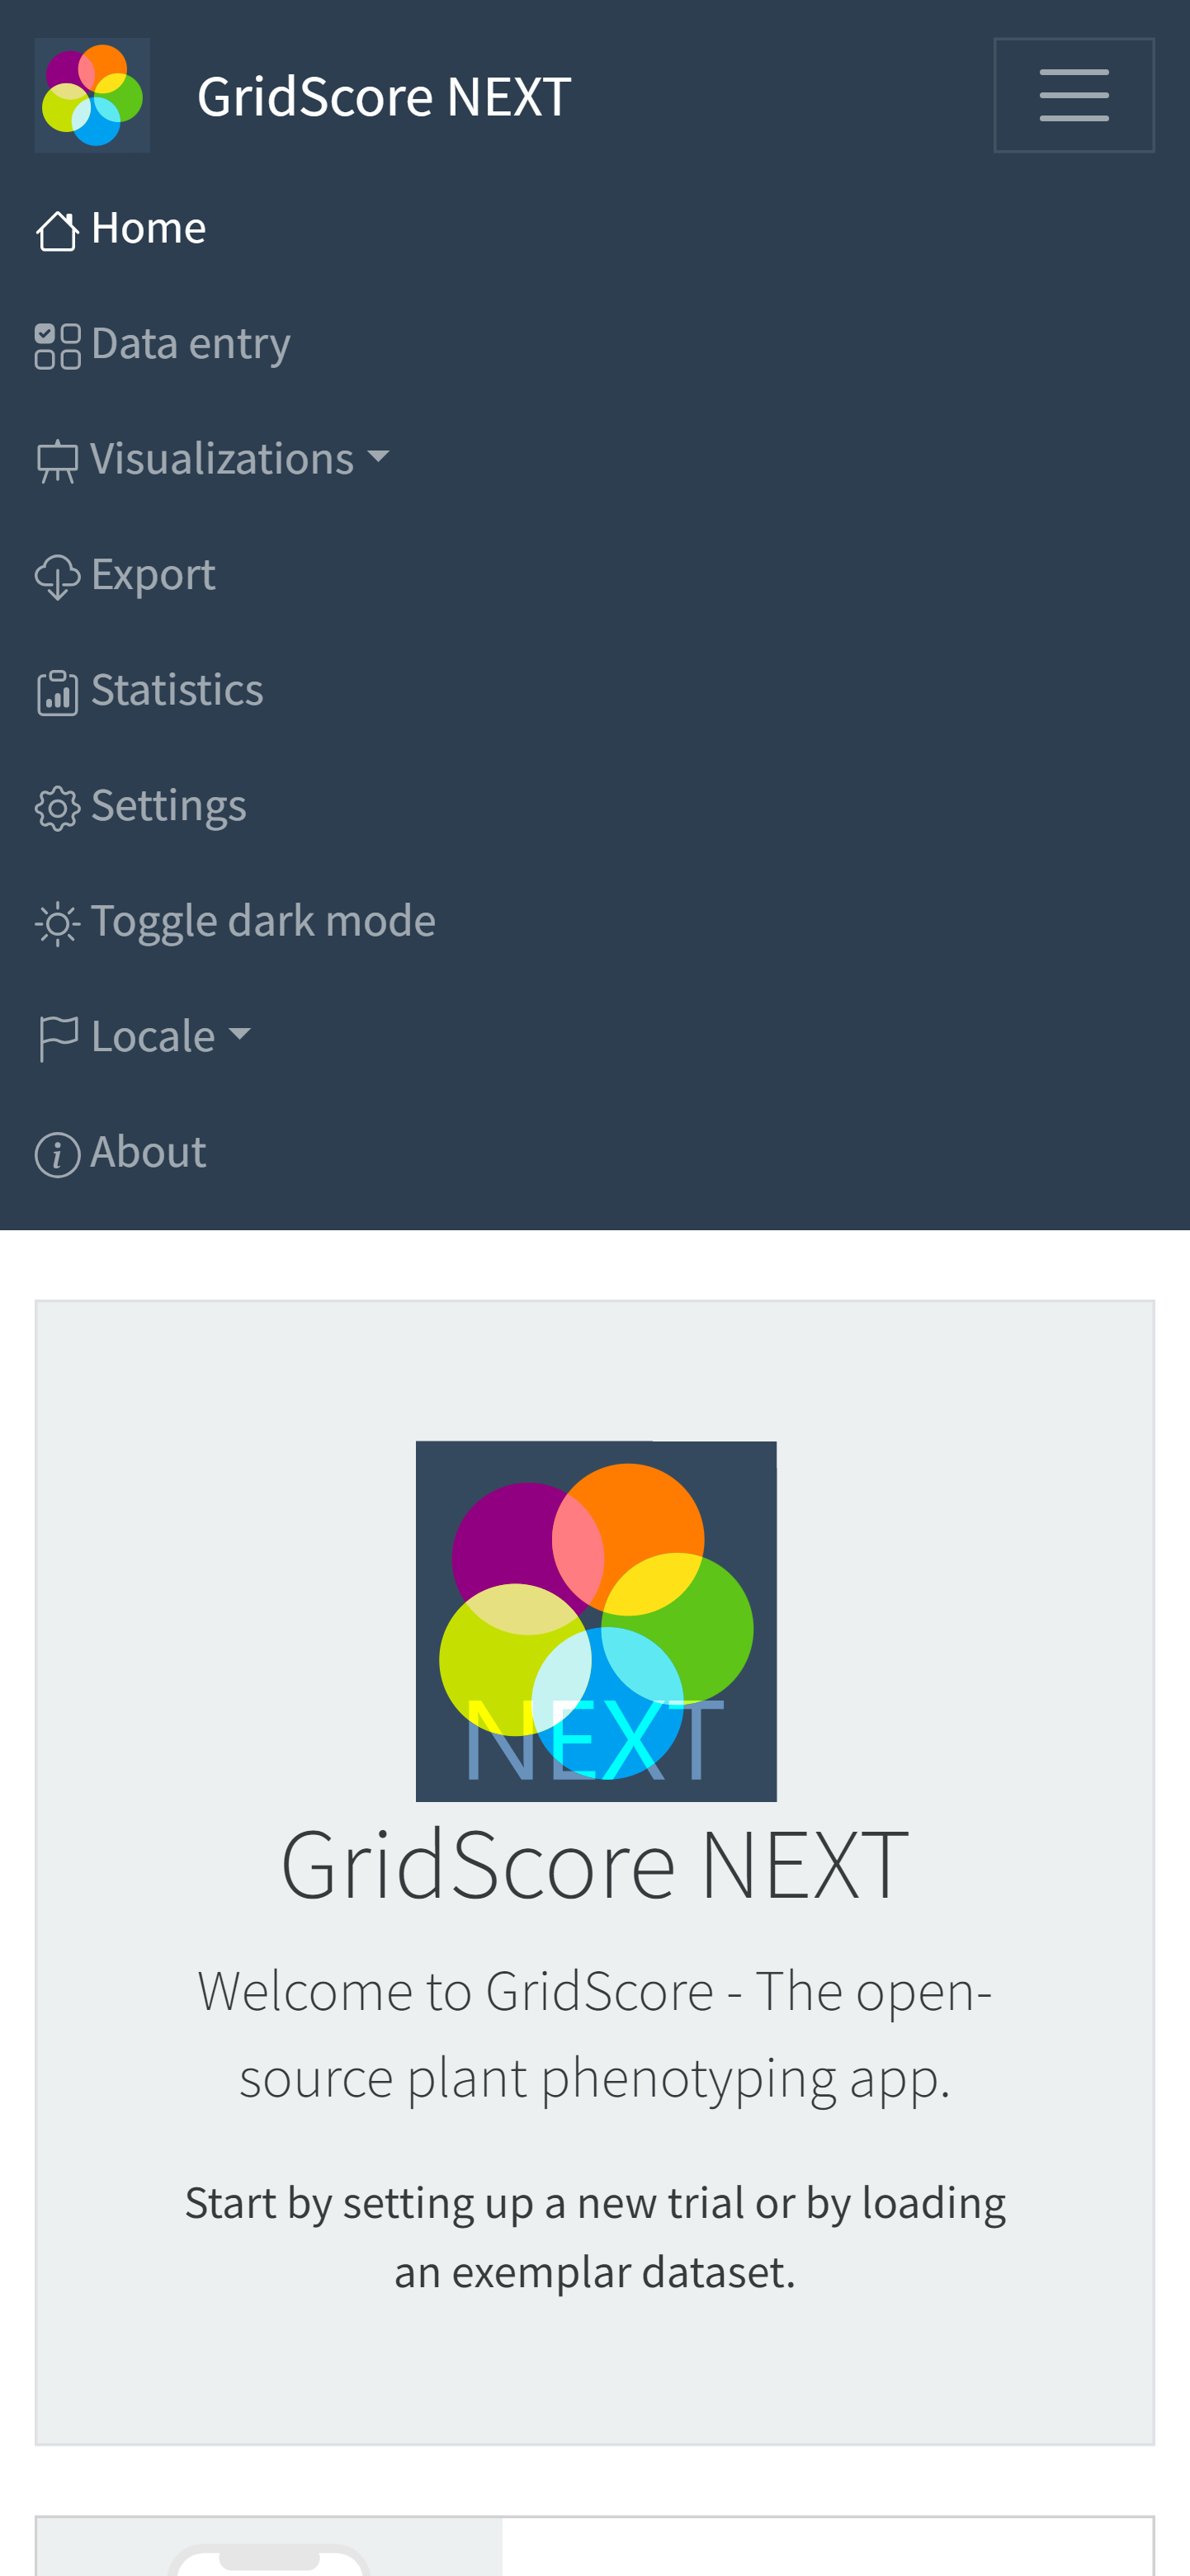 GridScore NEXT
Home
Data entry
Visualizations
Export
Statistics
Settings
Toggle dark mode
Locale
About
NEXT
GridScore NEXT
Welcome to GridScore - The open-
source plant phenotyping app.
Start by setting up a new trial or by loading
an exemplar dataset.